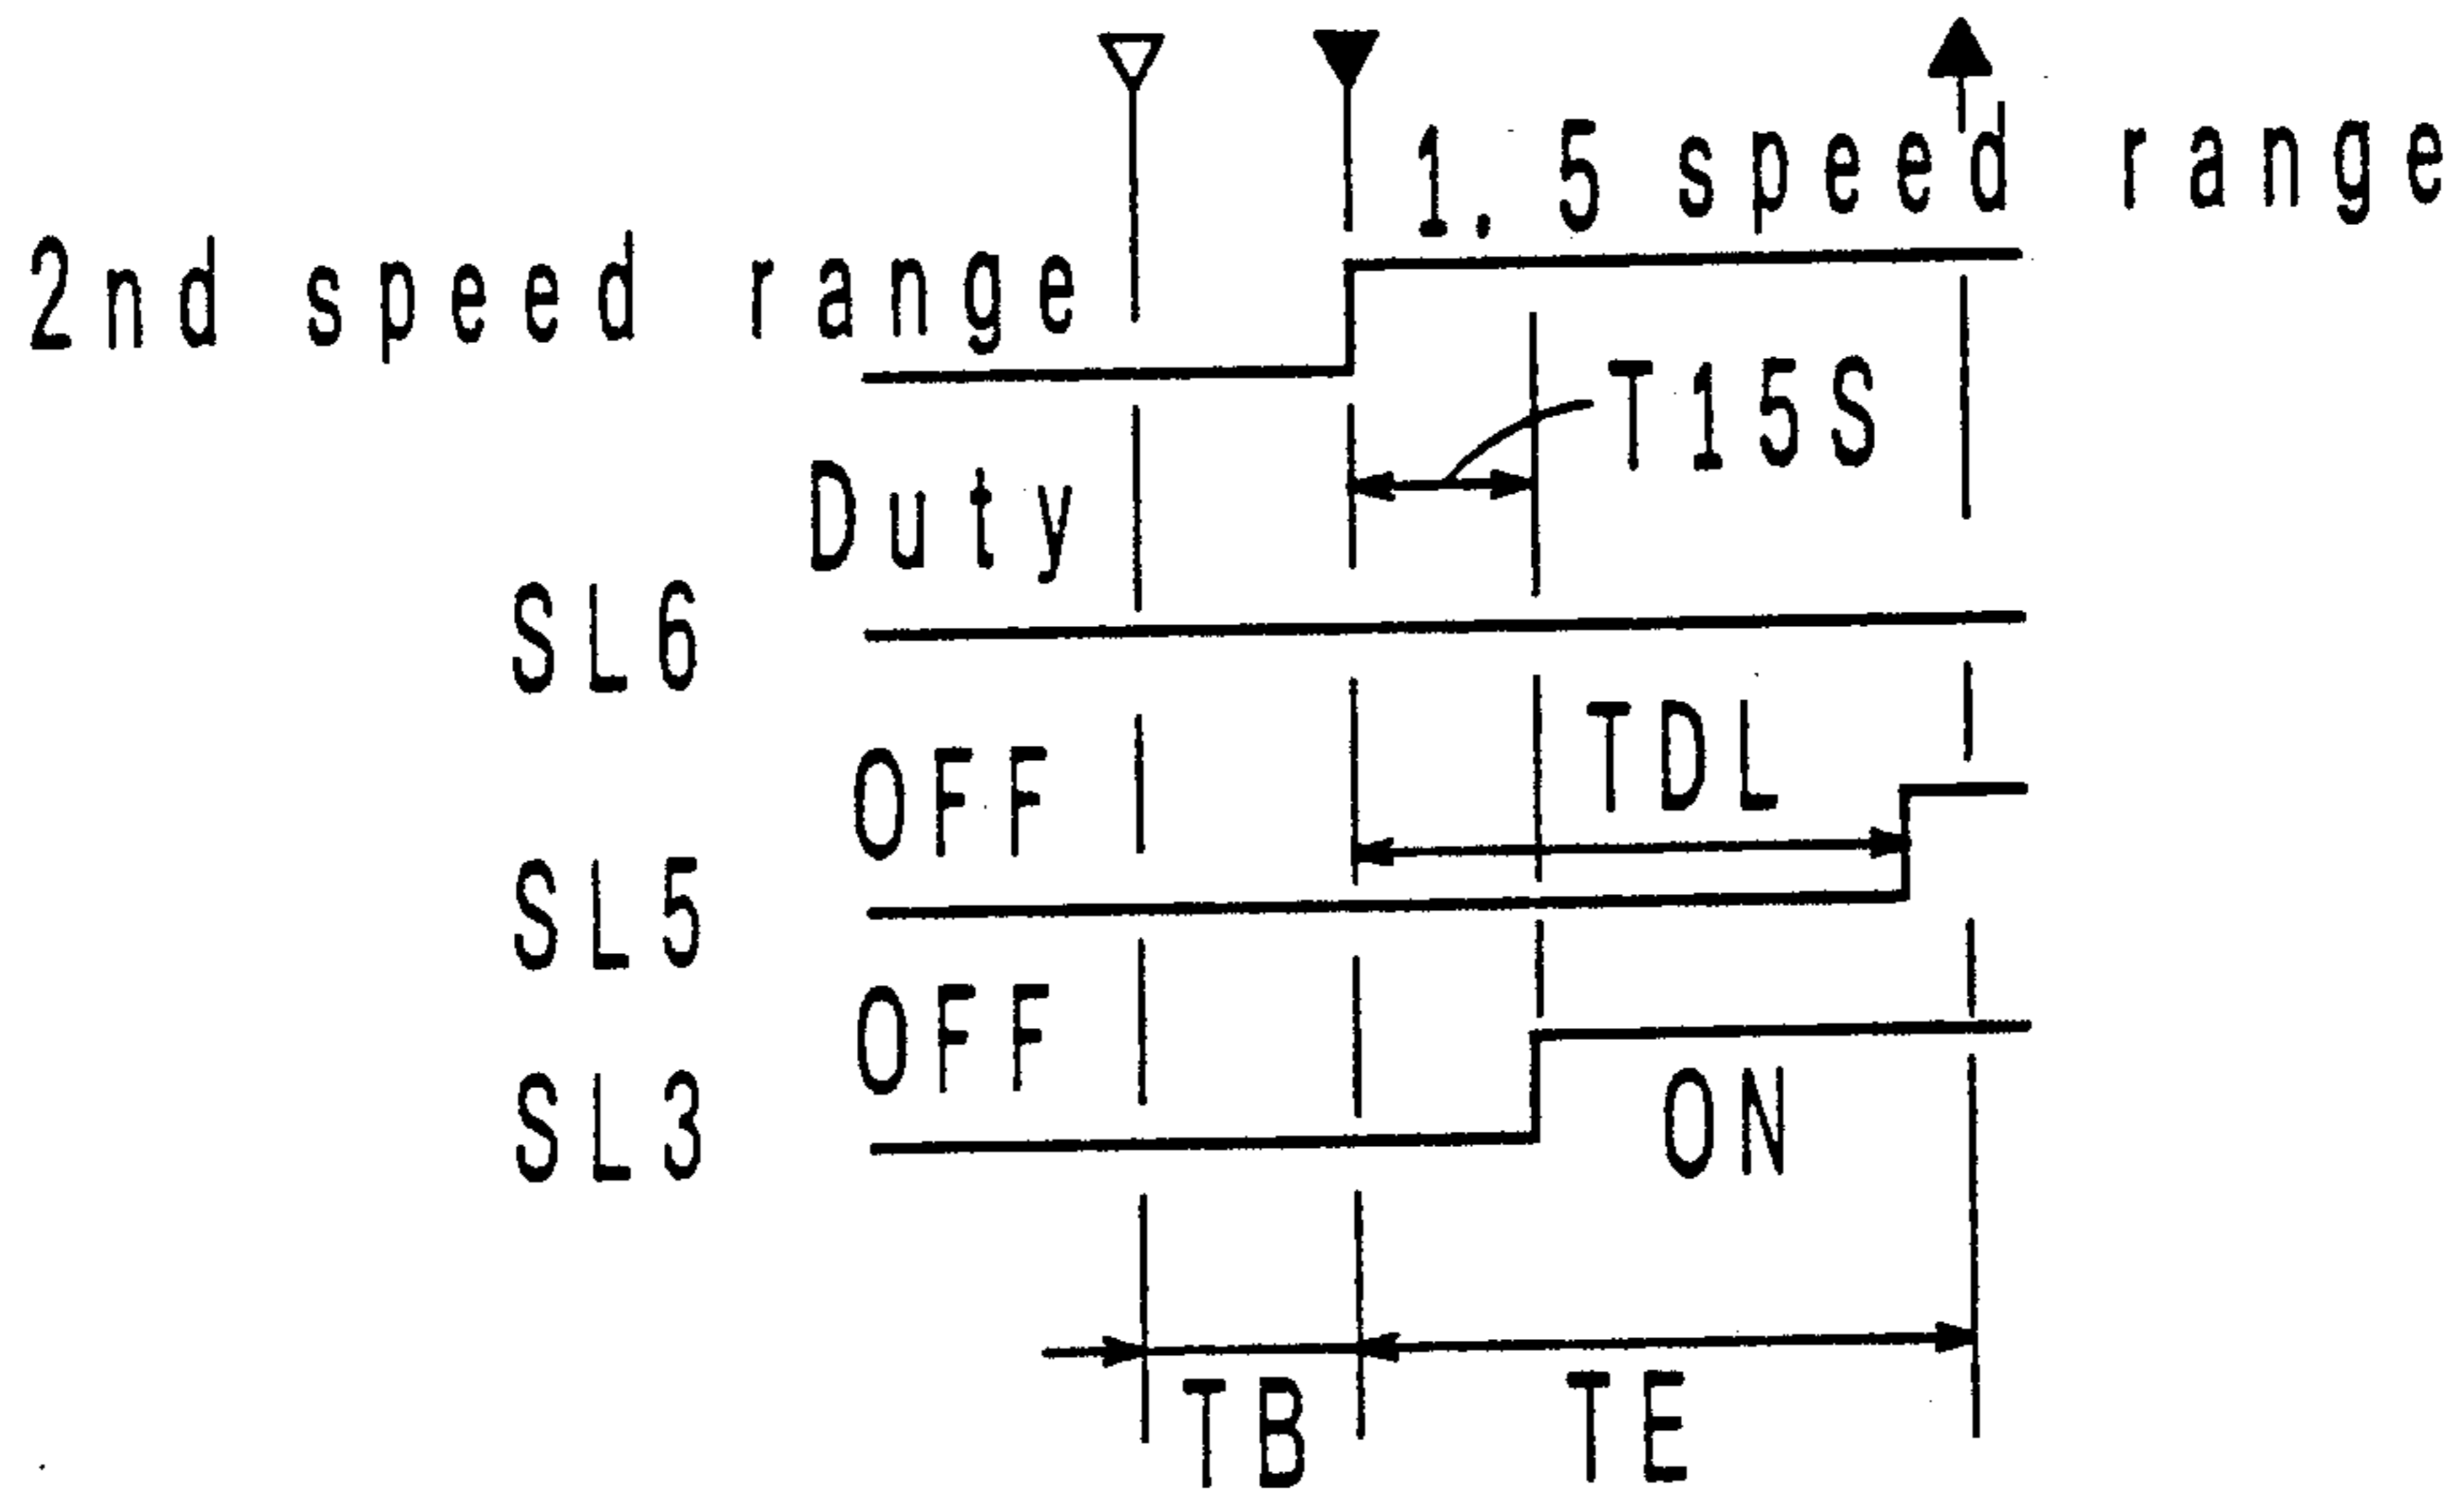 1.5 speed range
2nd speed range
T15S
Duty
SL6
TDL
OFF
SL5
OFF
SL3
ON
TB
TE